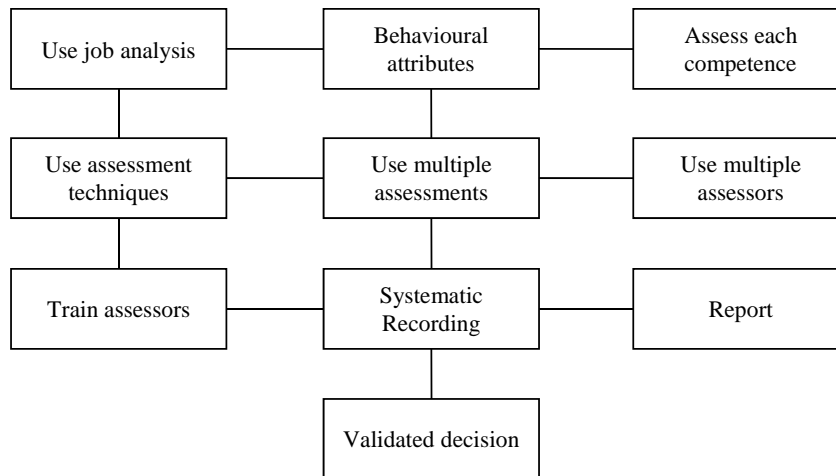 Use job analysis
Behavioural
attributes
Assess each
competence
Use assessment
techniques
Use multiple
assessments
Use multiple
assessors
Train assessors
Systematic
Recording
Report
Validated decision